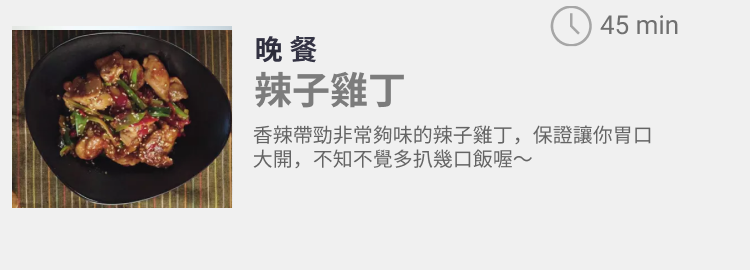 45 min
晚餐
辣子雞丁
香辣帶勁非常夠味的辣子雞丁，保證讓你胃口
大開，不知不覺多扒幾口飯喔～